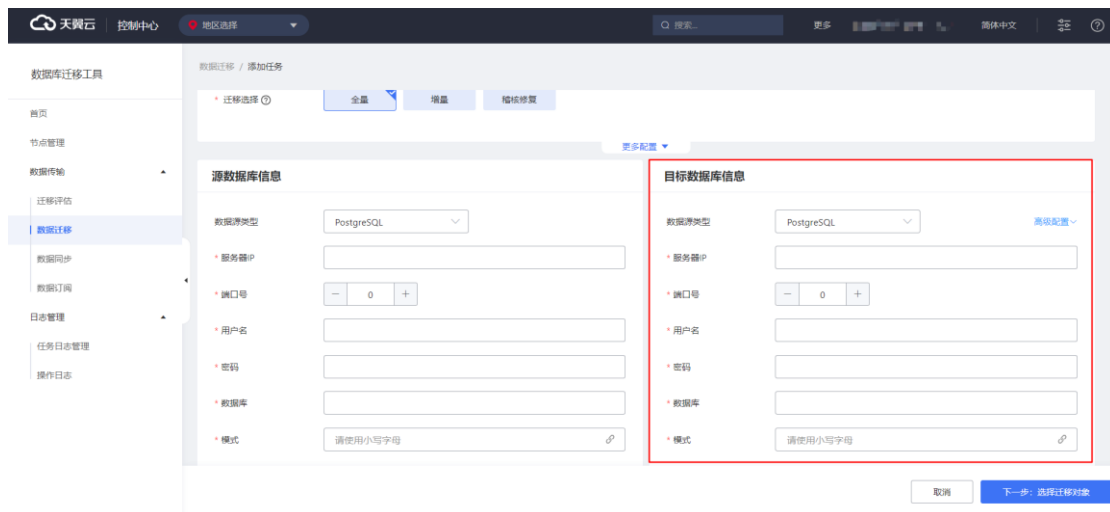 天翼云 控制中心 地区选择 搜索... 更多 简体中文
数据库迁移工具
首页
节点管理
数据传输
迁移评估
数据迁移
数据同步
数据订阅
日志管理
任务日志管理
操作日志
数据迁移 / 添加任务
* 迁移选择 全量 增量 稽核修复
更多配置
源数据库信息
数据源类型 PostgreSQL
* 服务器IP
* 端口号 − 0 +
* 用户名
* 密码
* 数据库
* 模式 请使用小写字母
目标数据库信息
数据源类型 PostgreSQL 高级配置
* 服务器IP
* 端口号 − 0 +
* 用户名
* 密码
* 数据库
* 模式 请使用小写字母
取消 下一步：选择迁移对象